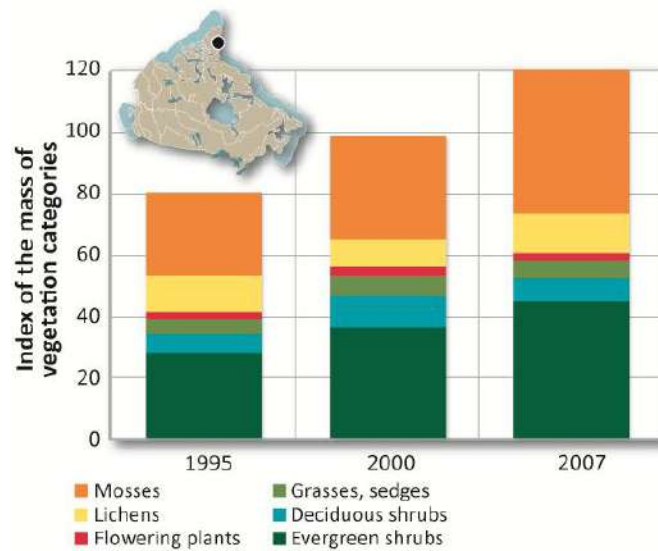 Index of the mass of
vegetation categories
120
100
80
60
40
20
0
1995 2000 2007
Mosses Grasses, sedges
Lichens Deciduous shrubs
Flowering plants Evergreen shrubs